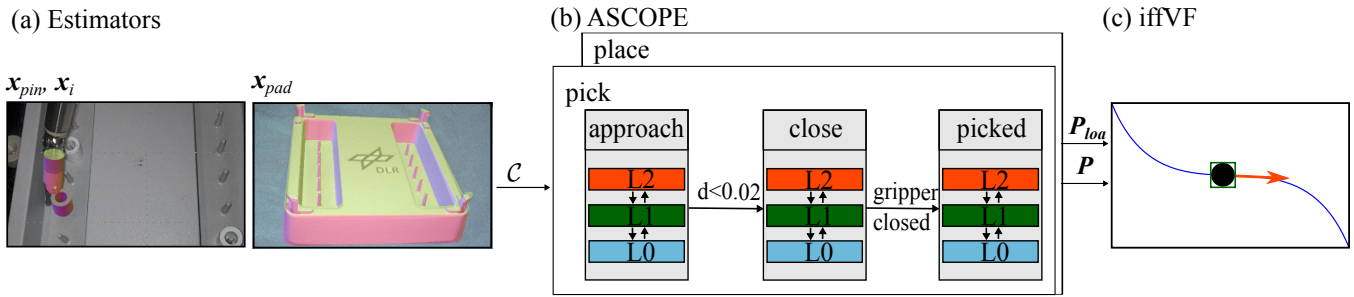 (a) Estimators
(b) ASCOPE
(c) iffVF
place
x_pin, x_i
x_pad
pick
approach
close
picked
P_loa
P
C
DLR
L2
L1
L0
d<0.02
L2
L1
L0
gripper
closed
L2
L1
L0